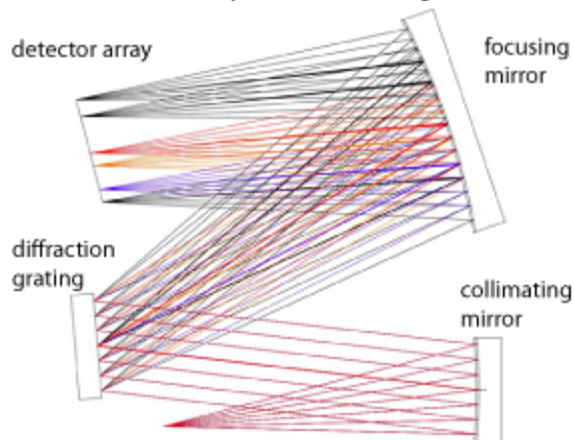 detector array
focusing
mirror
diffraction
grating
collimating
mirror